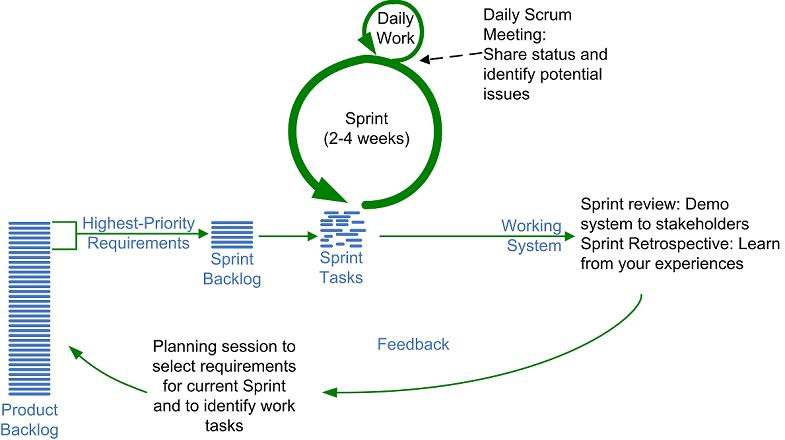 Daily
Work
Daily Scrum
Meeting:
Share status and
identify potential
issues
Sprint
(2-4 weeks)
Highest-Priority
Requirements
Sprint
Backlog
Sprint
Tasks
Working
System
Sprint review: Demo
system to stakeholders
Sprint Retrospective: Learn
from your experiences
Feedback
Planning session to
select requirements
for current Sprint
and to identify work
tasks
Product
Backlog